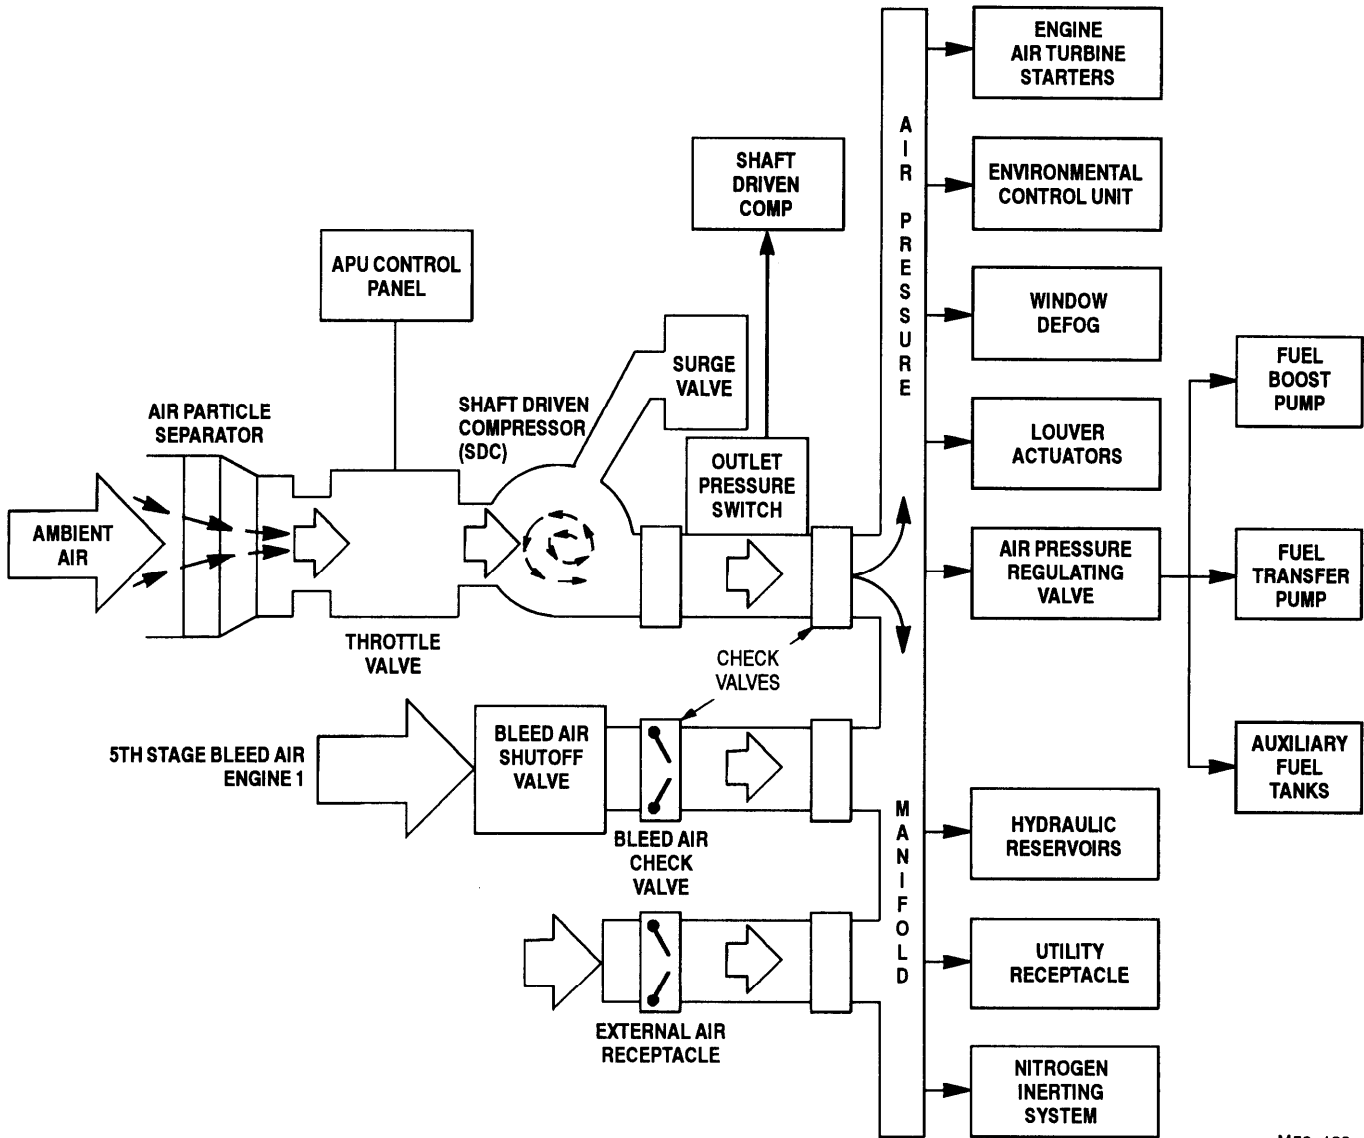 ENGINE
AIR TURBINE
STARTERS
AIR PRESSURE
MANIFOLD
SHAFT
DRIVEN
COMP
ENVIRONMENTAL
CONTROL UNIT
APU CONTROL
PANEL
WINDOW
DEFOG
SURGE
VALVE
FUEL
BOOST
PUMP
AIR PARTICLE
SEPARATOR
SHAFT DRIVEN
COMPRESSOR
(SDC)
LOUVER
ACTUATORS
OUTLET
PRESSURE
SWITCH
AMBIENT
AIR
AIR PRESSURE
REGULATING
VALVE
FUEL
TRANSFER
PUMP
THROTTLE
VALVE
CHECK
VALVES
5TH STAGE BLEED AIR
ENGINE 1
BLEED AIR
SHUTOFF
VALVE
AUXILIARY
FUEL
TANKS
BLEED AIR
CHECK
VALVE
HYDRAULIC
RESERVOIRS
UTILITY
RECEPTACLE
EXTERNAL AIR
RECEPTACLE
NITROGEN
INERTING
SYSTEM